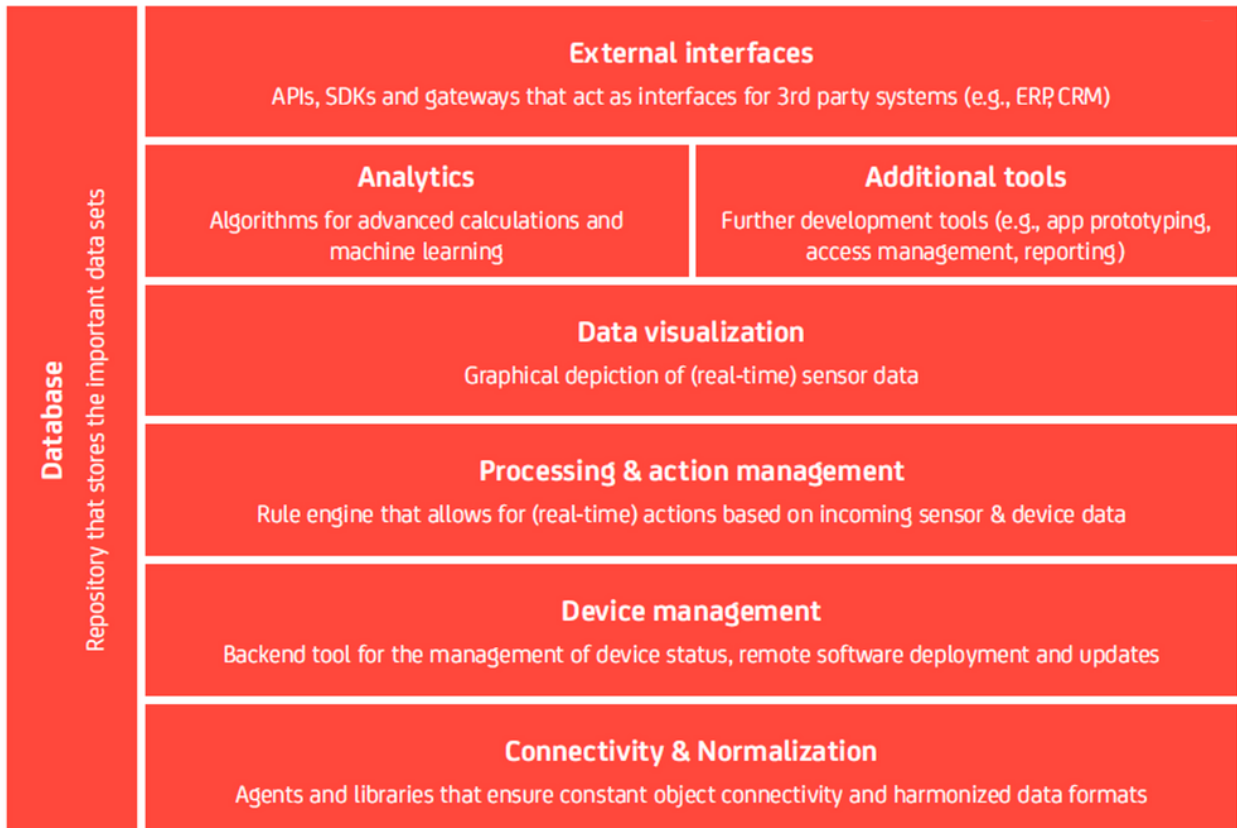 Database
Repository that stores the important data sets
External interfaces
APIs, SDKs and gateways that act as interfaces for 3rd party systems (e.g., ERP, CRM)
Analytics
Algorithms for advanced calculations and
machine learning
Additional tools
Further development tools (e.g., app prototyping,
access management, reporting)
Data visualization
Graphical depiction of (real-time) sensor data
Processing & action management
Rule engine that allows for (real-time) actions based on incoming sensor & device data
Device management
Backend tool for the management of device status, remote software deployment and updates
Connectivity & Normalization
Agents and libraries that ensure constant object connectivity and harmonized data formats